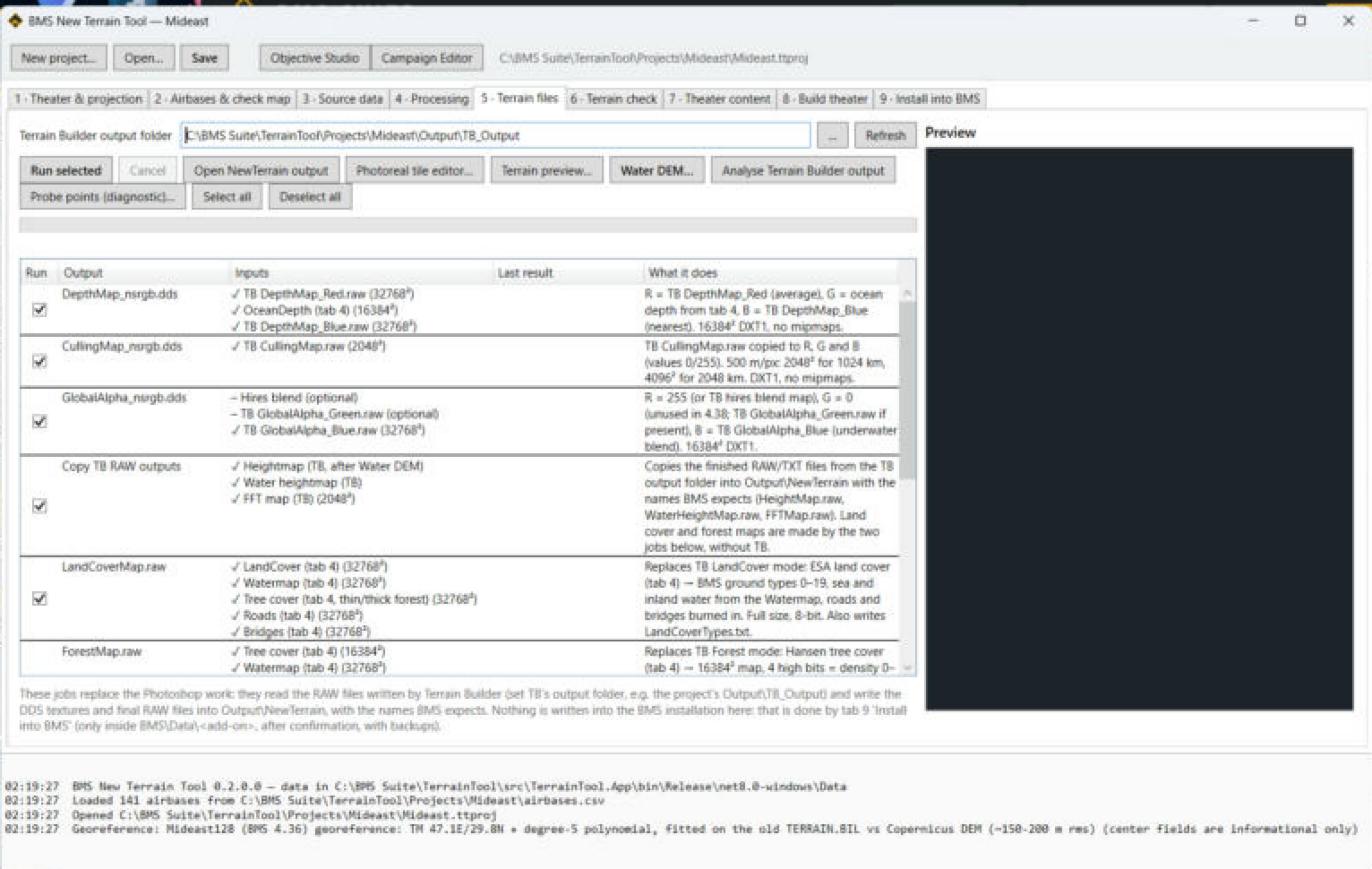 BMS New Terrain Tool — Mideast
New project... Open... Save Objective Studio Campaign Editor C:\BMS Suite\TerrainTool\Projects\Mideast\Mideast.ttproj
1 - Theater & projection 2 - Airbases & check map 3 - Source data 4 - Processing 5 - Terrain files 6 - Terrain check 7 - Theater content 8 - Build theater 9 - Install into BMS
Terrain Builder output folder C:\BMS Suite\TerrainTool\Projects\Mideast\Output\TB_Output ... Refresh Preview
Run selected Cancel Open NewTerrain output Photoreal tile editor... Terrain preview... Water DEM... Analyse Terrain Builder output
Probe points (diagnostic)... Select all Deselect all
Run Output Inputs Last result What it does
DepthMap_nsrgb.dds
✓ TB DepthMap_Red.raw (32768²)
✓ OceanDepth (tab 4) (16384²)
✓ TB DepthMap_Blue.raw (32768²)
R = TB DepthMap_Red (average), G = ocean
depth from tab 4, B = TB DepthMap_Blue
(nearest). 16384² DXT1, no mipmaps.
CullingMap_nsrgb.dds
✓ TB CullingMap.raw (2048²)
TB CullingMap.raw copied to R, G and B
(values 0/255). 500 m/px: 2048² for 1024 km,
4096² for 2048 km. DXT1, no mipmaps.
GlobalAlpha_nsrgb.dds
– Hires blend (optional)
– TB GlobalAlpha_Green.raw (optional)
✓ TB GlobalAlpha_Blue.raw (32768²)
R = 255 (or TB hires blend map), G = 0
(unused in 4.38; TB GlobalAlpha_Green.raw if
present), B = TB GlobalAlpha_Blue (underwater
blend). 16384² DXT1.
Copy TB RAW outputs
✓ Heightmap (TB, after Water DEM)
✓ Water heightmap (TB)
✓ FFT map (TB) (2048²)
Copies the finished RAW/TXT files from the TB
output folder into Output\NewTerrain with the
names BMS expects (HeightMap.raw,
WaterHeightMap.raw, FFTMap.raw). Land
cover and forest maps are made by the two
jobs below, without TB.
LandCoverMap.raw
✓ LandCover (tab 4) (32768²)
✓ Watermap (tab 4) (32768²)
✓ Tree cover (tab 4, thin/thick forest) (32768²)
✓ Roads (tab 4) (32768²)
✓ Bridges (tab 4) (32768²)
Replaces TB LandCover mode: ESA land cover
(tab 4) → BMS ground types 0–19, sea and
inland water from the Watermap, roads and
bridges burned in. Full size, 8-bit. Also writes
LandCoverTypes.txt.
ForestMap.raw
✓ Tree cover (tab 4) (16384²)
✓ Watermap (tab 4) (32768²)
Replaces TB Forest mode: Hansen tree cover
(tab 4) → 16384² map, 4 high bits = density 0–
These jobs replace the Photoshop work: they read the RAW files written by Terrain Builder (set TB's output folder, e.g. the project's Output\TB_Output) and write the
DDS textures and final RAW files into Output\NewTerrain, with the names BMS expects. Nothing is written into the BMS installation here: that is done by tab 9 'Install
into BMS' (only inside BMS\Data\<add-on>, after confirmation, with backups).
02:19:27 BMS New Terrain Tool 0.2.0.0 — data in C:\BMS Suite\TerrainTool\src\TerrainTool.App\bin\Release\net8.0-windows\Data
02:19:27 Loaded 141 airbases from C:\BMS Suite\TerrainTool\Projects\Mideast\airbases.csv
02:19:27 Opened C:\BMS Suite\TerrainTool\Projects\Mideast\Mideast.ttproj
02:19:27 Georeference: Mideast128 (BMS 4.36) georeference: TM 47.1E/29.8N + degree-5 polynomial, fitted on the old TERRAIN.BIL vs Copernicus DEM (~150-200 m rms) (center fields are informational only)